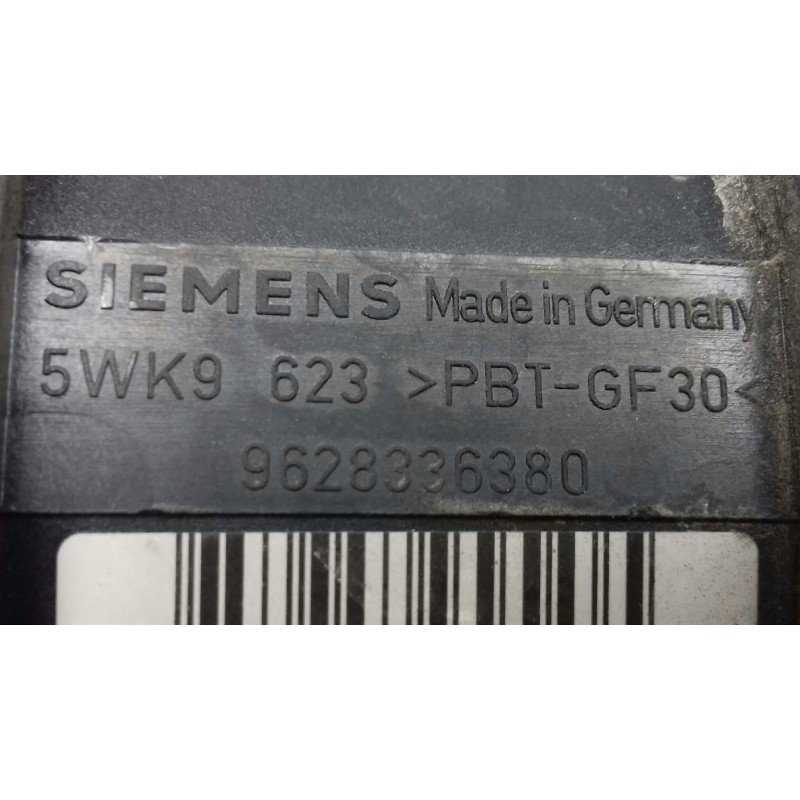 SIEMENS Made in Germany
5WK9 623 >PBT-GF30<
9628336380